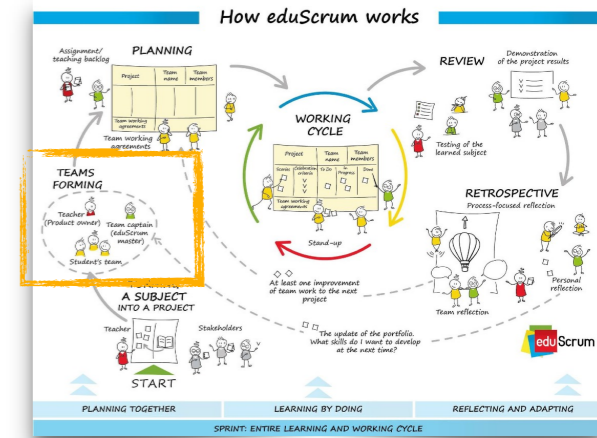 How eduScrum works
Assignment/
teaching backlog
PLANNING
Project
Team
name
Team
members
Team working
agreements
Team working
agreements
TEAMS
FORMING
Teacher
(Product owner)
Team captain
(eduScrum
master)
Student's team
A SUBJECT
INTO A PROJECT
Teacher
Stakeholders
START
WORKING
CYCLE
Project
Team
name
Team
members
Stories
Celebration
criteria
To Do
In
Progress
Done
Team working
agreements
Stand-up
At least one improvement
of team work to the next
project
The update of the portfolio.
What skills do I want to develop
at the next time?
REVIEW
Demonstration
of the project results
Testing of the
learned subject
RETROSPECTIVE
Process-focused reflection
Team reflection
Personal
reflection
eduScrum
PLANNING TOGETHER
LEARNING BY DOING
REFLECTING AND ADAPTING
SPRINT: ENTIRE LEARNING AND WORKING CYCLE